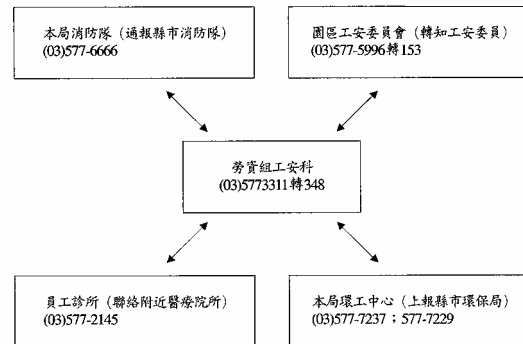 本局消防隊（通報縣市消防隊）
(03)577-6666
園區工安委員會（轉知工安委員）
(03)577-5996轉153
勞資組工安科
(03)5773311轉348
員工診所（聯絡附近醫療院所）
(03)577-2145
本局環工中心（上報縣市環保局）
(03)577-7237；577-7229